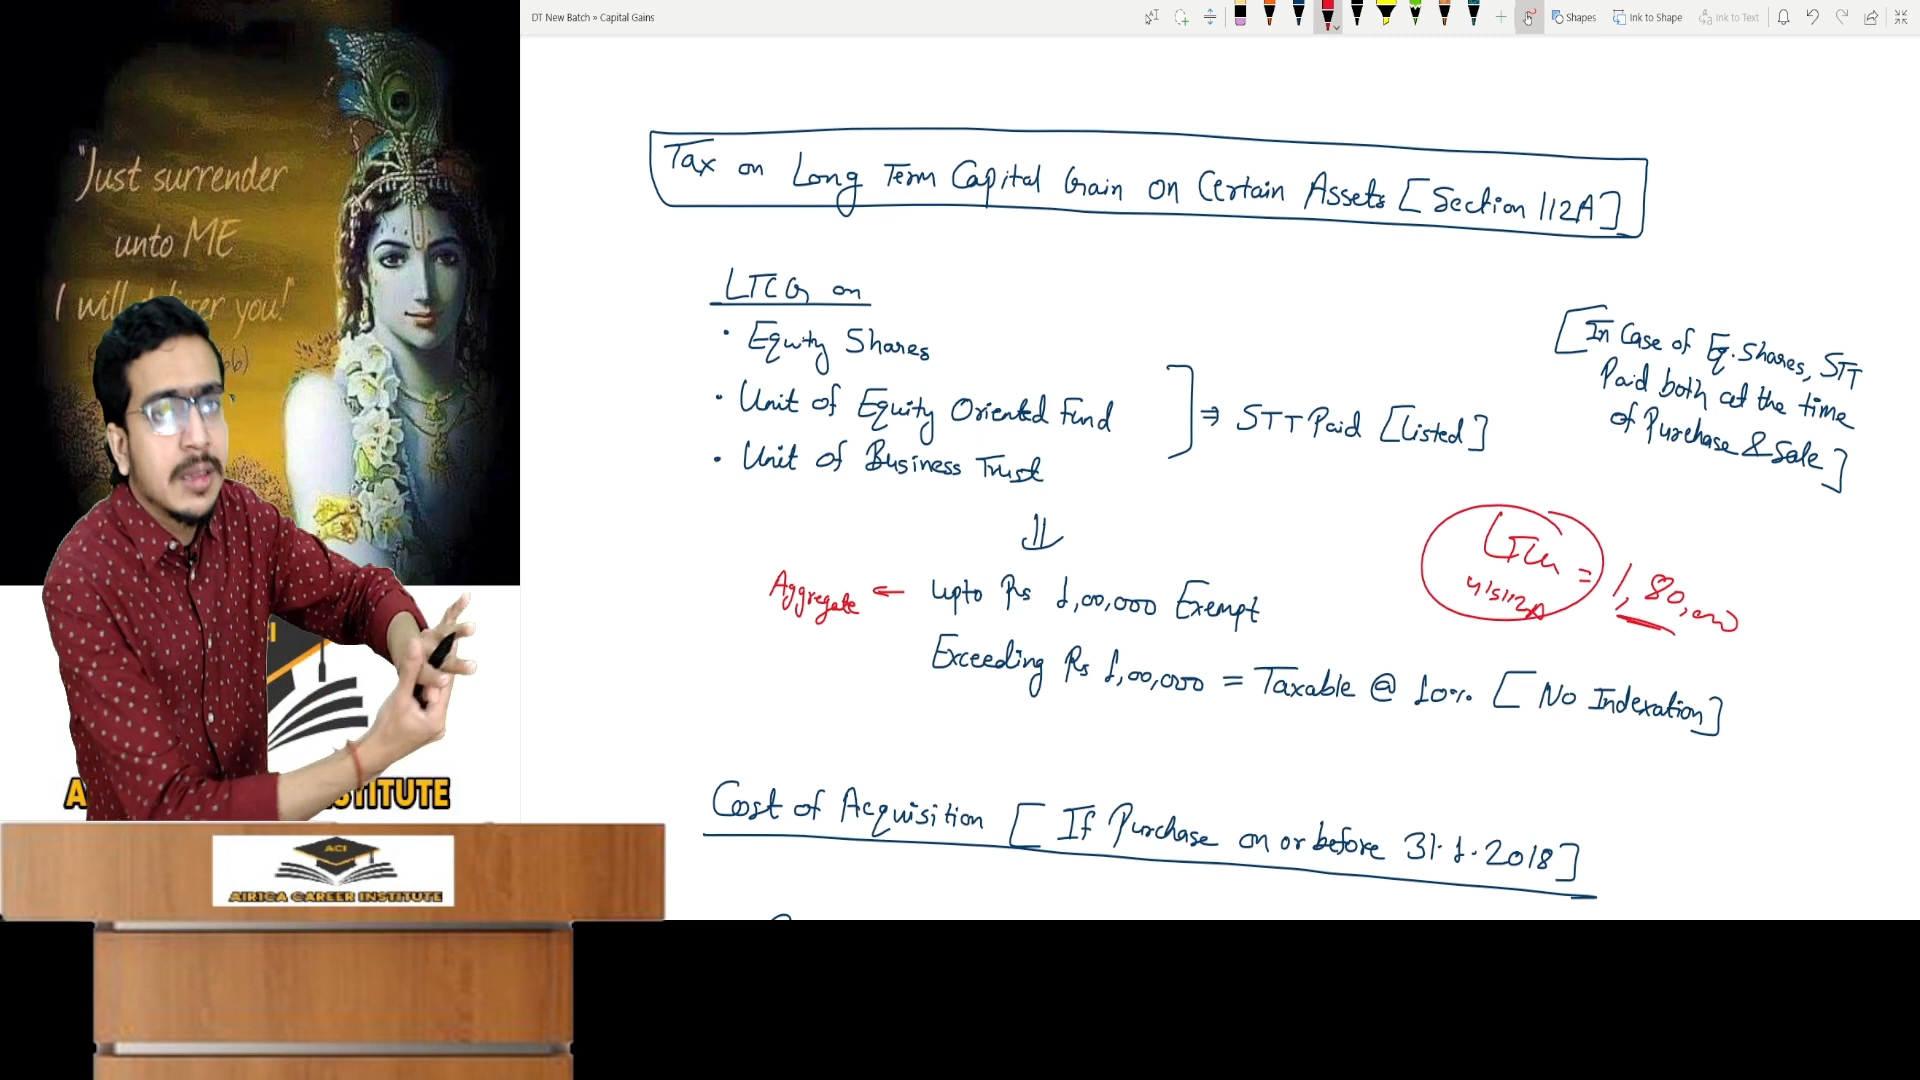 DT New Batch » Capital Gains
Shapes
Ink to Shape
Ink to Text
"Just surrender
unto ME
I will deliver you!"
Tax on Long Term Capital Gain on Certain Assets [Section 112A]
LTCG on
• Equity Shares
• Unit of Equity Oriented Fund
• Unit of Business Trust
⇒ STT Paid [Listed]
[In Case of Eq. Shares, STT
Paid both at the time
of Purchase & Sale]
LTCG
u/s 112A
= 1,80,000
Aggregate ← upto Rs 1,00,000 Exempt
Exceeding Rs 1,00,000 = Taxable @ 10% [No Indexation]
Cost of Acquisition [If Purchase on or before 31.1.2018]
ACI
AIRICA CAREER INSTITUTE